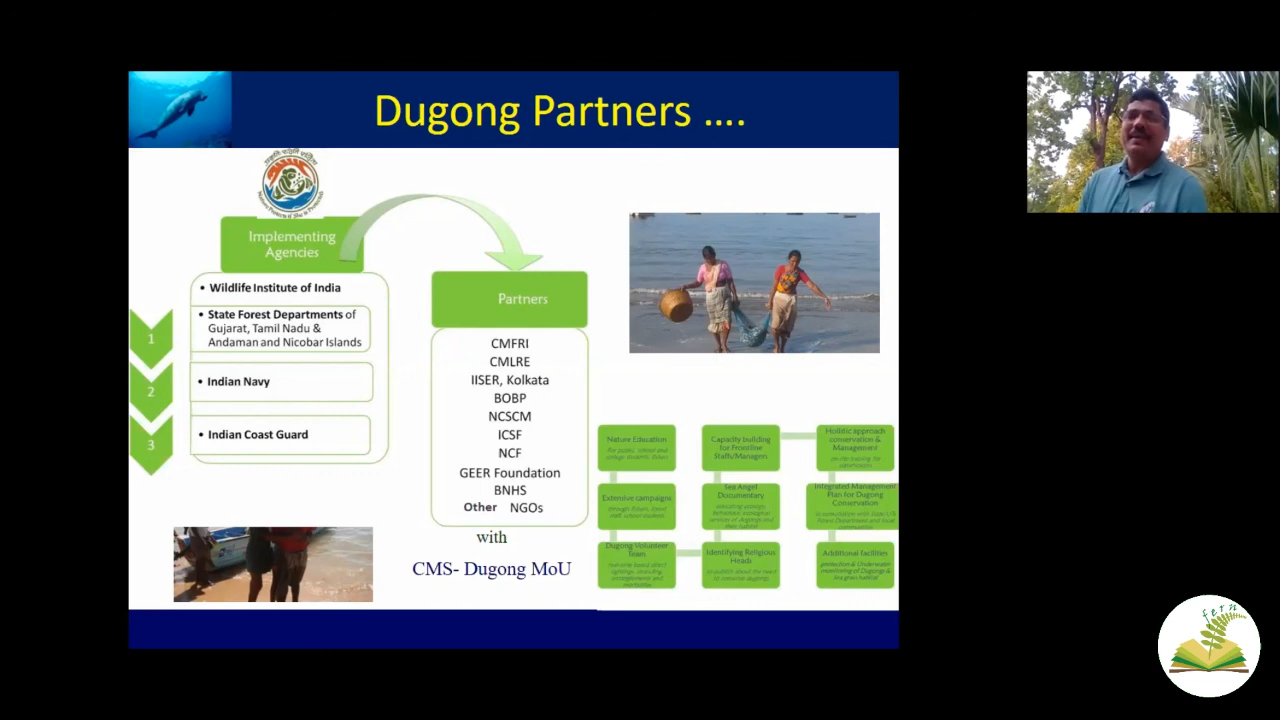 Dugong Partners ....
Implementing
Agencies
• Wildlife Institute of India
• State Forest Departments of
Gujarat, Tamil Nadu &
Andaman and Nicobar Islands
• Indian Navy
• Indian Coast Guard
1
2
3
Partners
CMFRI
CMLRE
IISER, Kolkata
BOBP
NCSCM
ICSF
NCF
GEER Foundation
BNHS
Other NGOs
with
CMS- Dugong MoU
Nature Education
Extensive campaigns
Dugong Volunteer
Team
Capacity building
for Frontline
Staffs/Managers
Sea Angel
Documentary
Identifying Religious
Heads
Holistic approach
conservation &
Management
Integrated Management
Plan for Dugong
Conservation
Additional facilities
fern